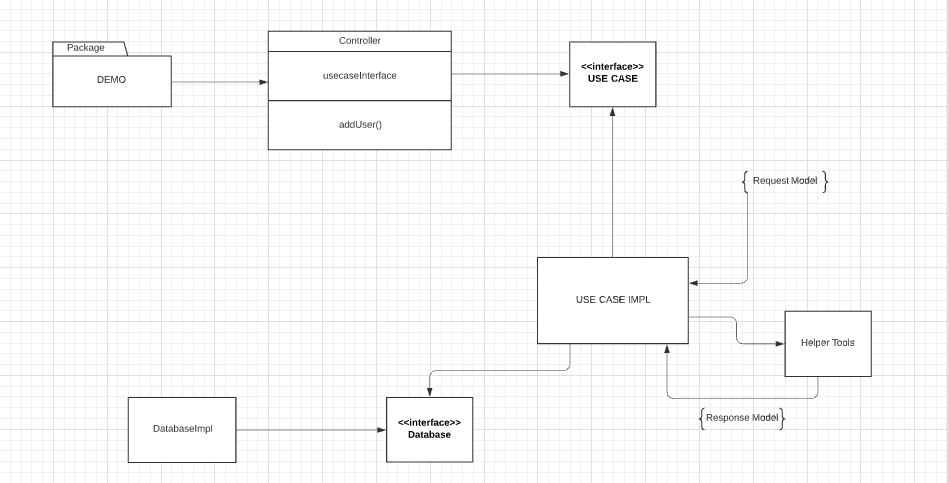 Package
DEMO
Controller
usecaseInterface
addUser()
<<interface>>
USE CASE
{ Request Model }
USE CASE IMPL
Helper Tools
{ Response Model }
DatabaseImpl
<<interface>>
Database